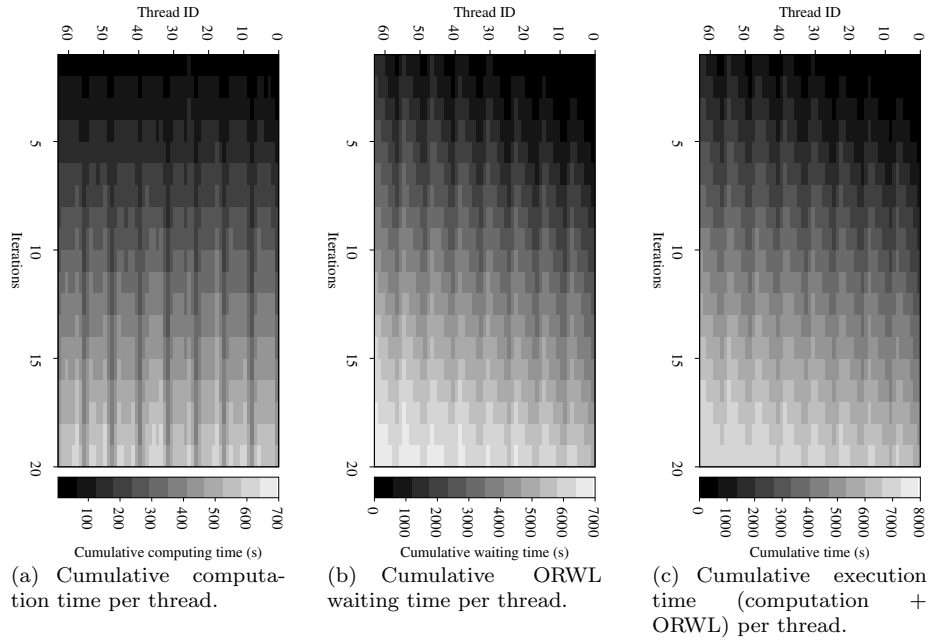 Thread ID
60 50 40 30 20 10 0
Iterations
5
10
15
20
100 200 300 400 500 600 700
Cumulative computing time (s)
(a) Cumulative computa-
tion time per thread.
Thread ID
60 50 40 30 20 10 0
Iterations
5
10
15
20
0 1000 2000 3000 4000 5000 6000 7000
Cumulative waiting time (s)
(b) Cumulative ORWL
waiting time per thread.
Thread ID
60 50 40 30 20 10 0
Iterations
5
10
15
20
0 1000 2000 3000 4000 5000 6000 7000 8000
Cumulative time (s)
(c) Cumulative execution
time (computation +
ORWL) per thread.